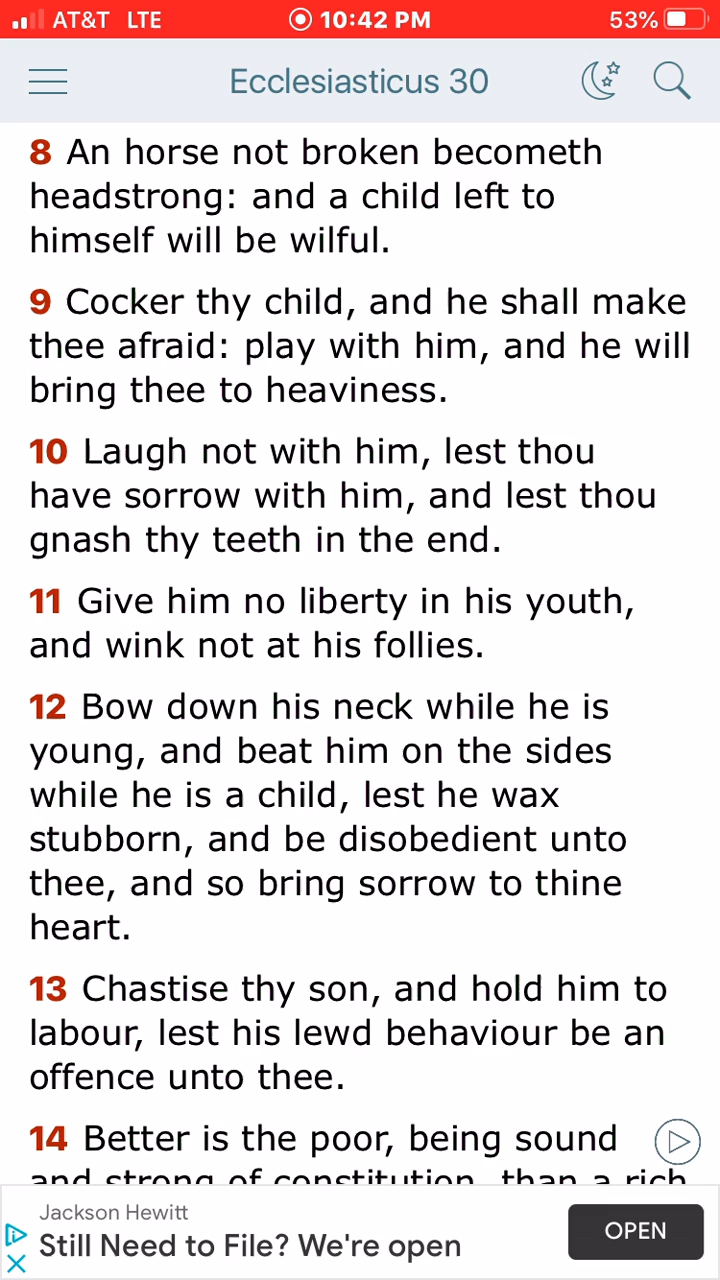 AT&T LTE 10:42 PM 53%
Ecclesiasticus 30
8 An horse not broken becometh
headstrong: and a child left to
himself will be wilful.
9 Cocker thy child, and he shall make
thee afraid: play with him, and he will
bring thee to heaviness.
10 Laugh not with him, lest thou
have sorrow with him, and lest thou
gnash thy teeth in the end.
11 Give him no liberty in his youth,
and wink not at his follies.
12 Bow down his neck while he is
young, and beat him on the sides
while he is a child, lest he wax
stubborn, and be disobedient unto
thee, and so bring sorrow to thine
heart.
13 Chastise thy son, and hold him to
labour, lest his lewd behaviour be an
offence unto thee.
14 Better is the poor, being sound
and strong of constitution, than a rich
Jackson Hewitt
Still Need to File? We're open
OPEN